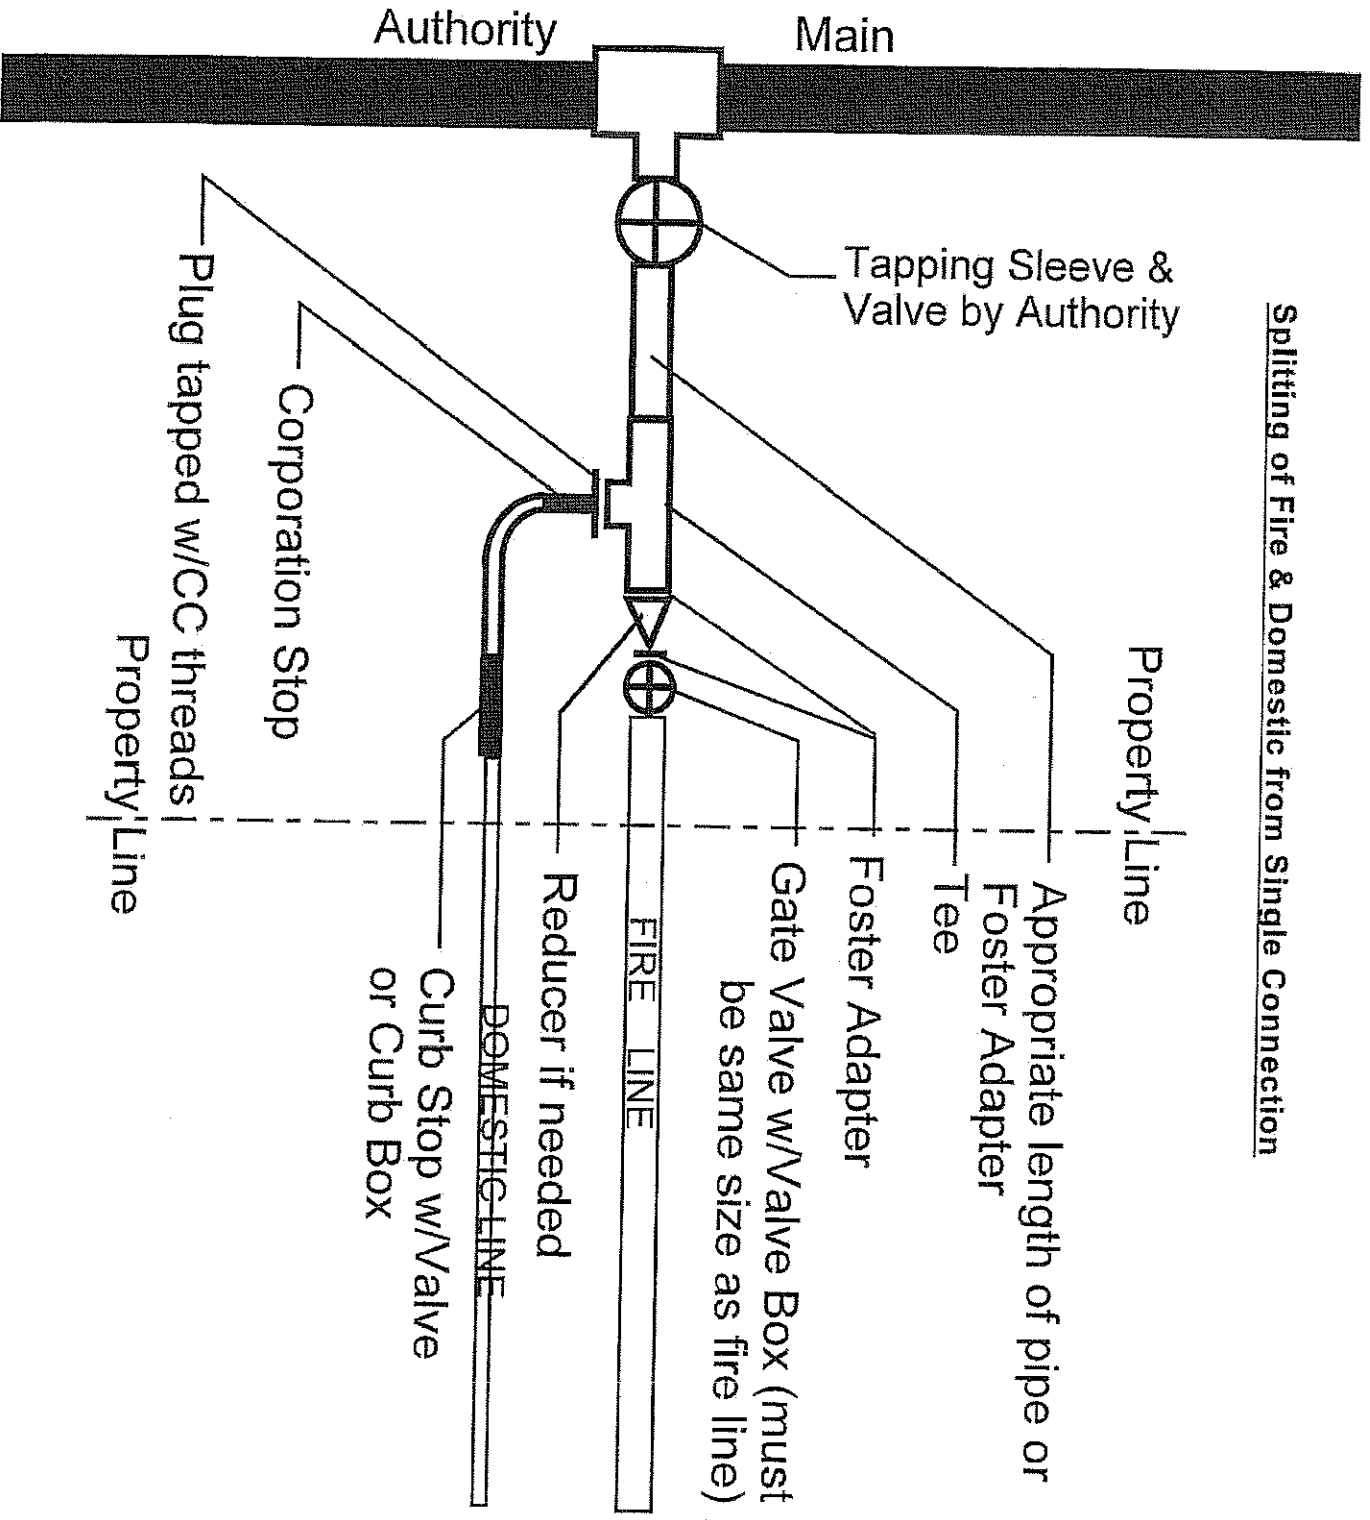 Authority Main
Tapping Sleeve &
Valve by Authority
Splitting of Fire & Domestic from Single Connection
Property Line
Appropriate length of pipe or
Foster Adapter
Tee
Foster Adapter
Gate Valve w/Valve Box (must
be same size as fire line)
FIRE LINE
Reducer if needed
DOMESTIC LINE
Curb Stop w/Valve
or Curb Box
Corporation Stop
Plug tapped w/CC threads
Property Line